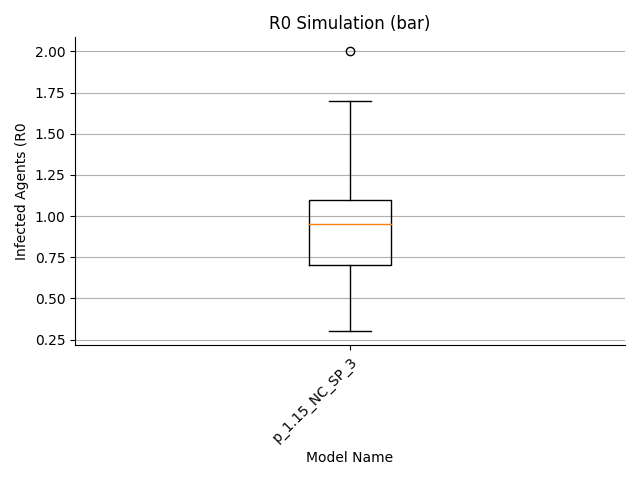 R0 Simulation (bar)
Infected Agents (R0
2.00
1.75
1.50
1.25
1.00
0.75
0.50
0.25
p_1.15_NC_SP_3
Model Name